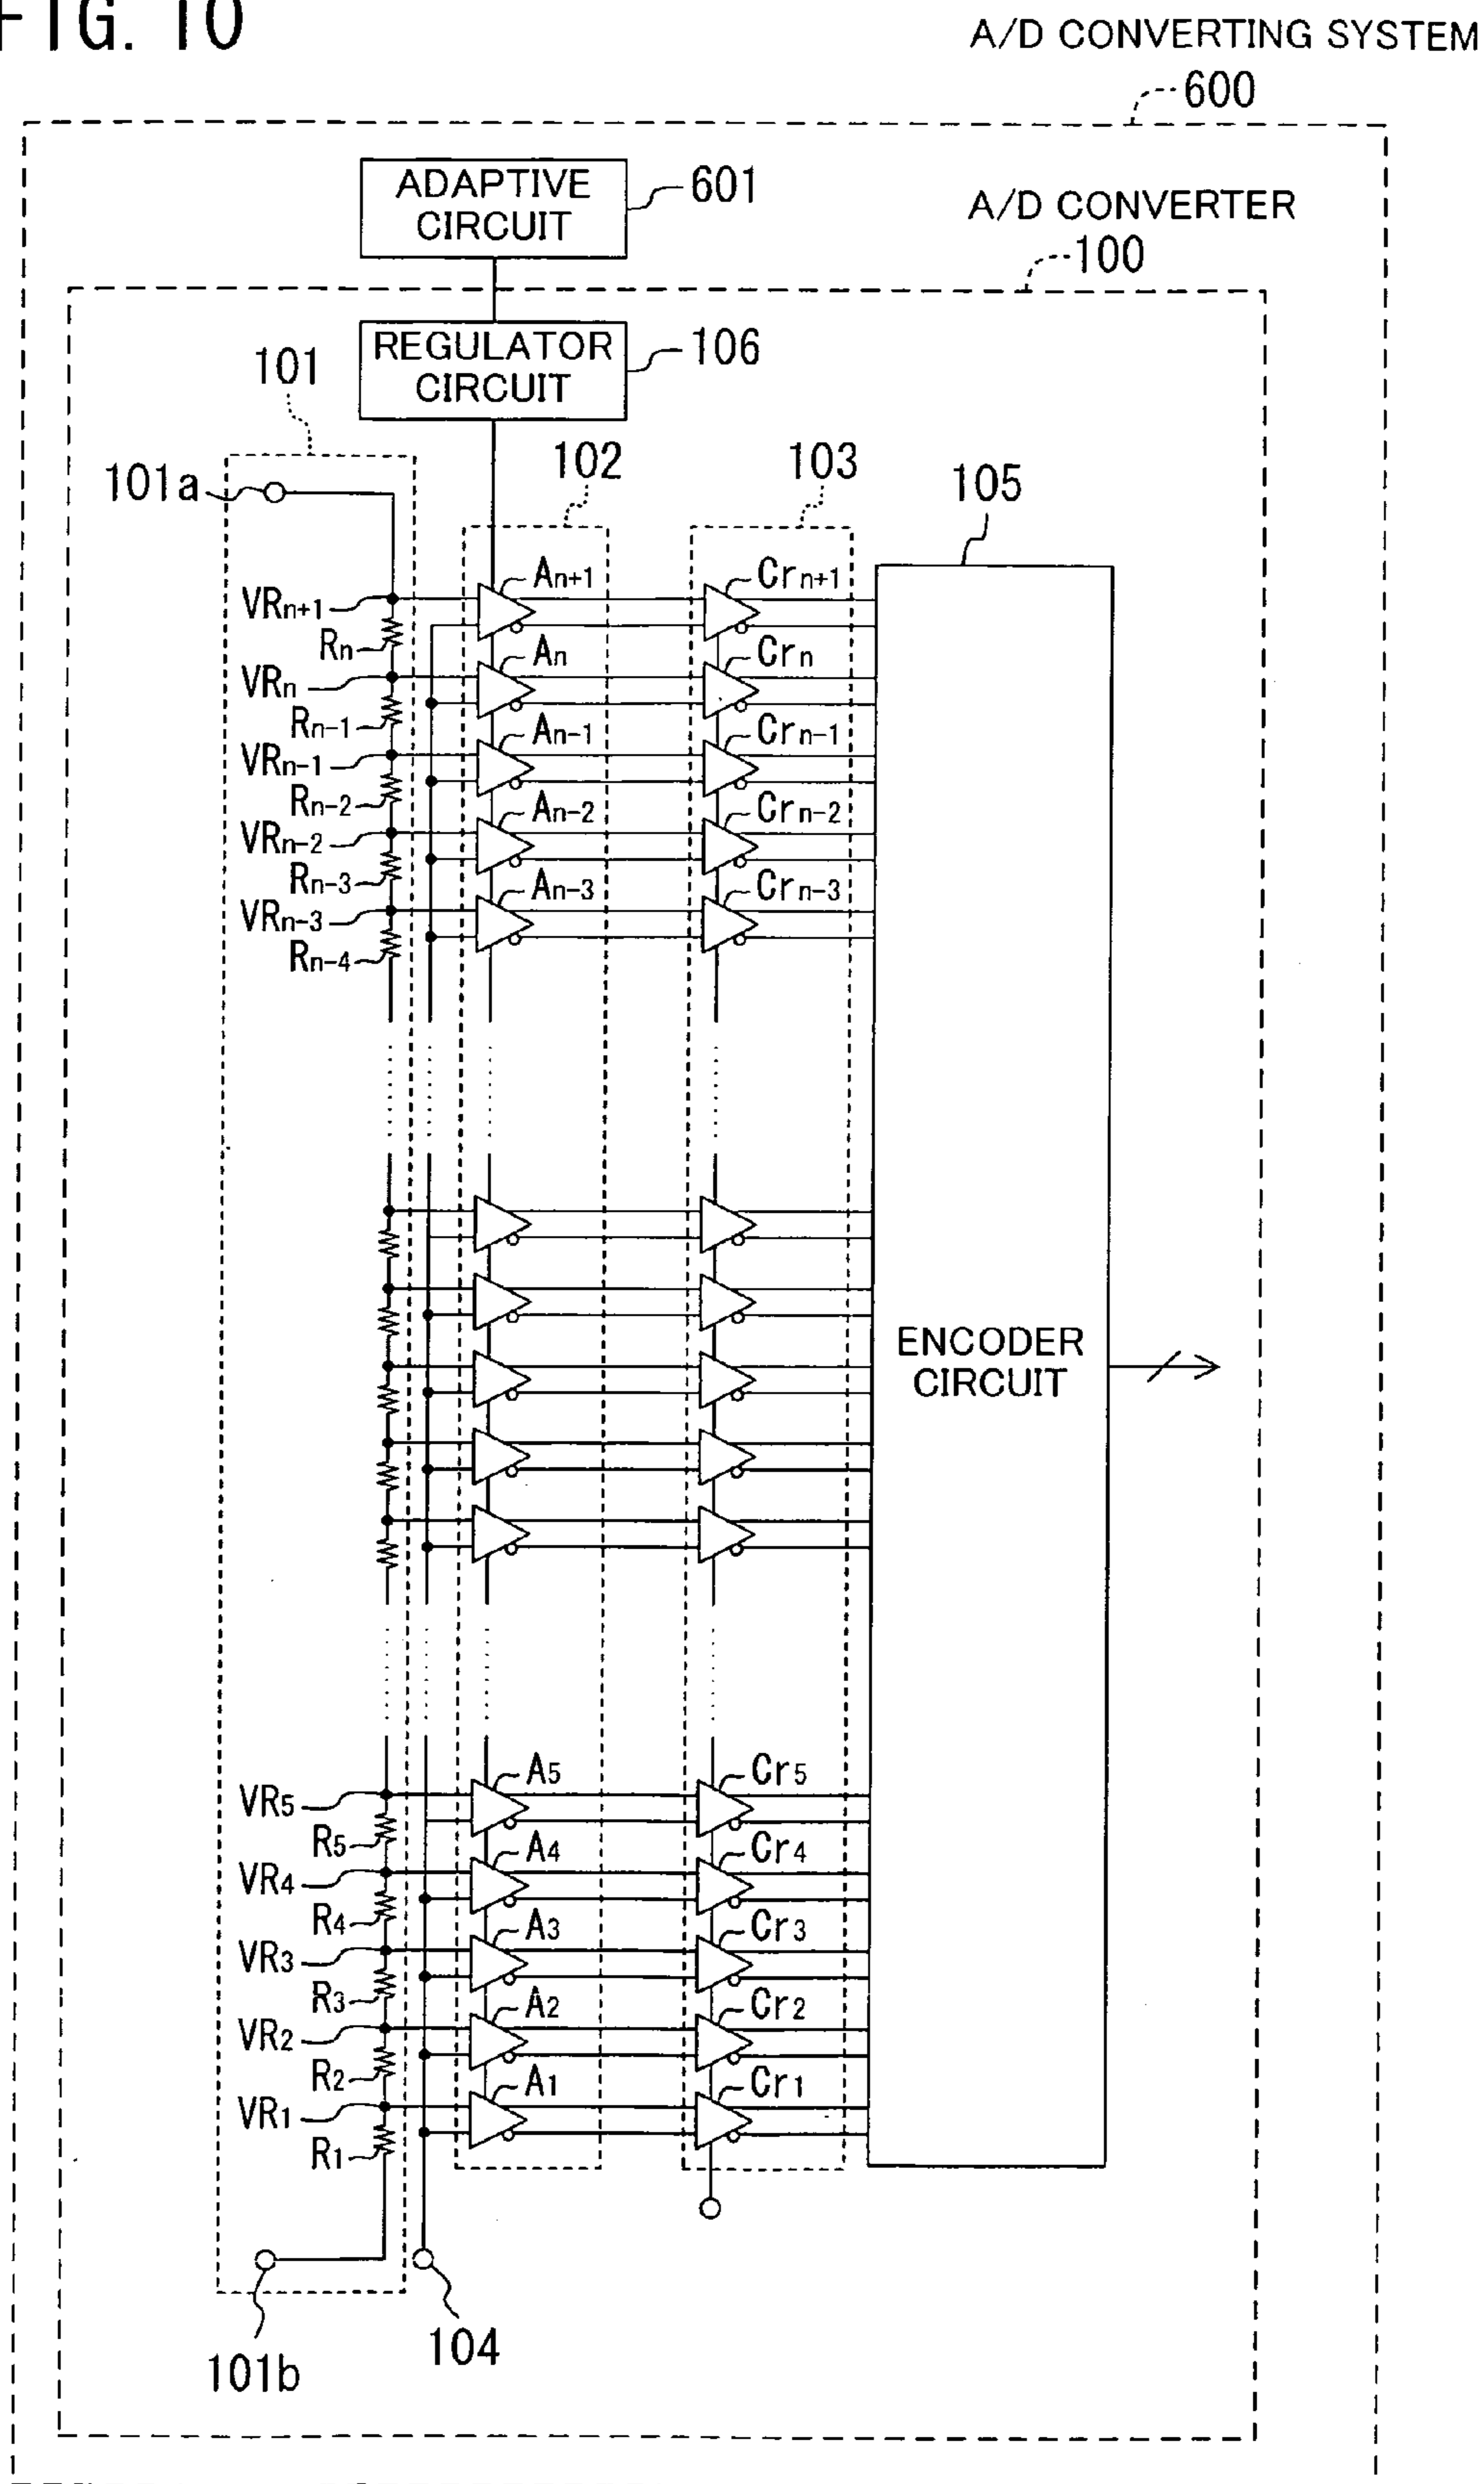 FIG. 10
A/D CONVERTING SYSTEM
600
ADAPTIVE
CIRCUIT
601
A/D CONVERTER
100
REGULATOR
CIRCUIT
106
101
102
103
105
101a
An+1
Crn+1
VRn+1
Rn
An
Crn
VRn
Rn-1
An-1
Crn-1
VRn-1
Rn-2
An-2
Crn-2
VRn-2
Rn-3
An-3
Crn-3
VRn-3
Rn-4
ENCODER
CIRCUIT
A5
Cr5
VR5
R5
A4
Cr4
VR4
R4
A3
Cr3
VR3
R3
A2
Cr2
VR2
R2
A1
Cr1
VR1
R1
104
101b